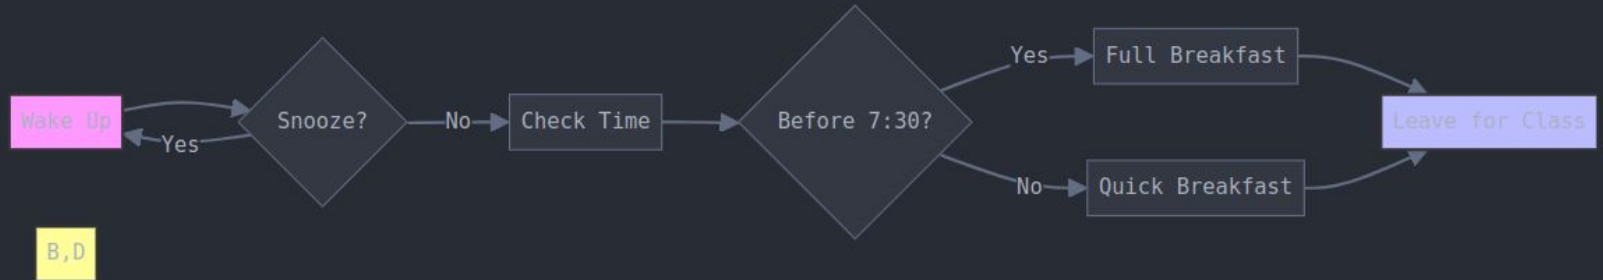 Wake Up
Yes
Snooze?
No
Check Time
Before 7:30?
Yes
Full Breakfast
No
Quick Breakfast
Leave for Class
B,D